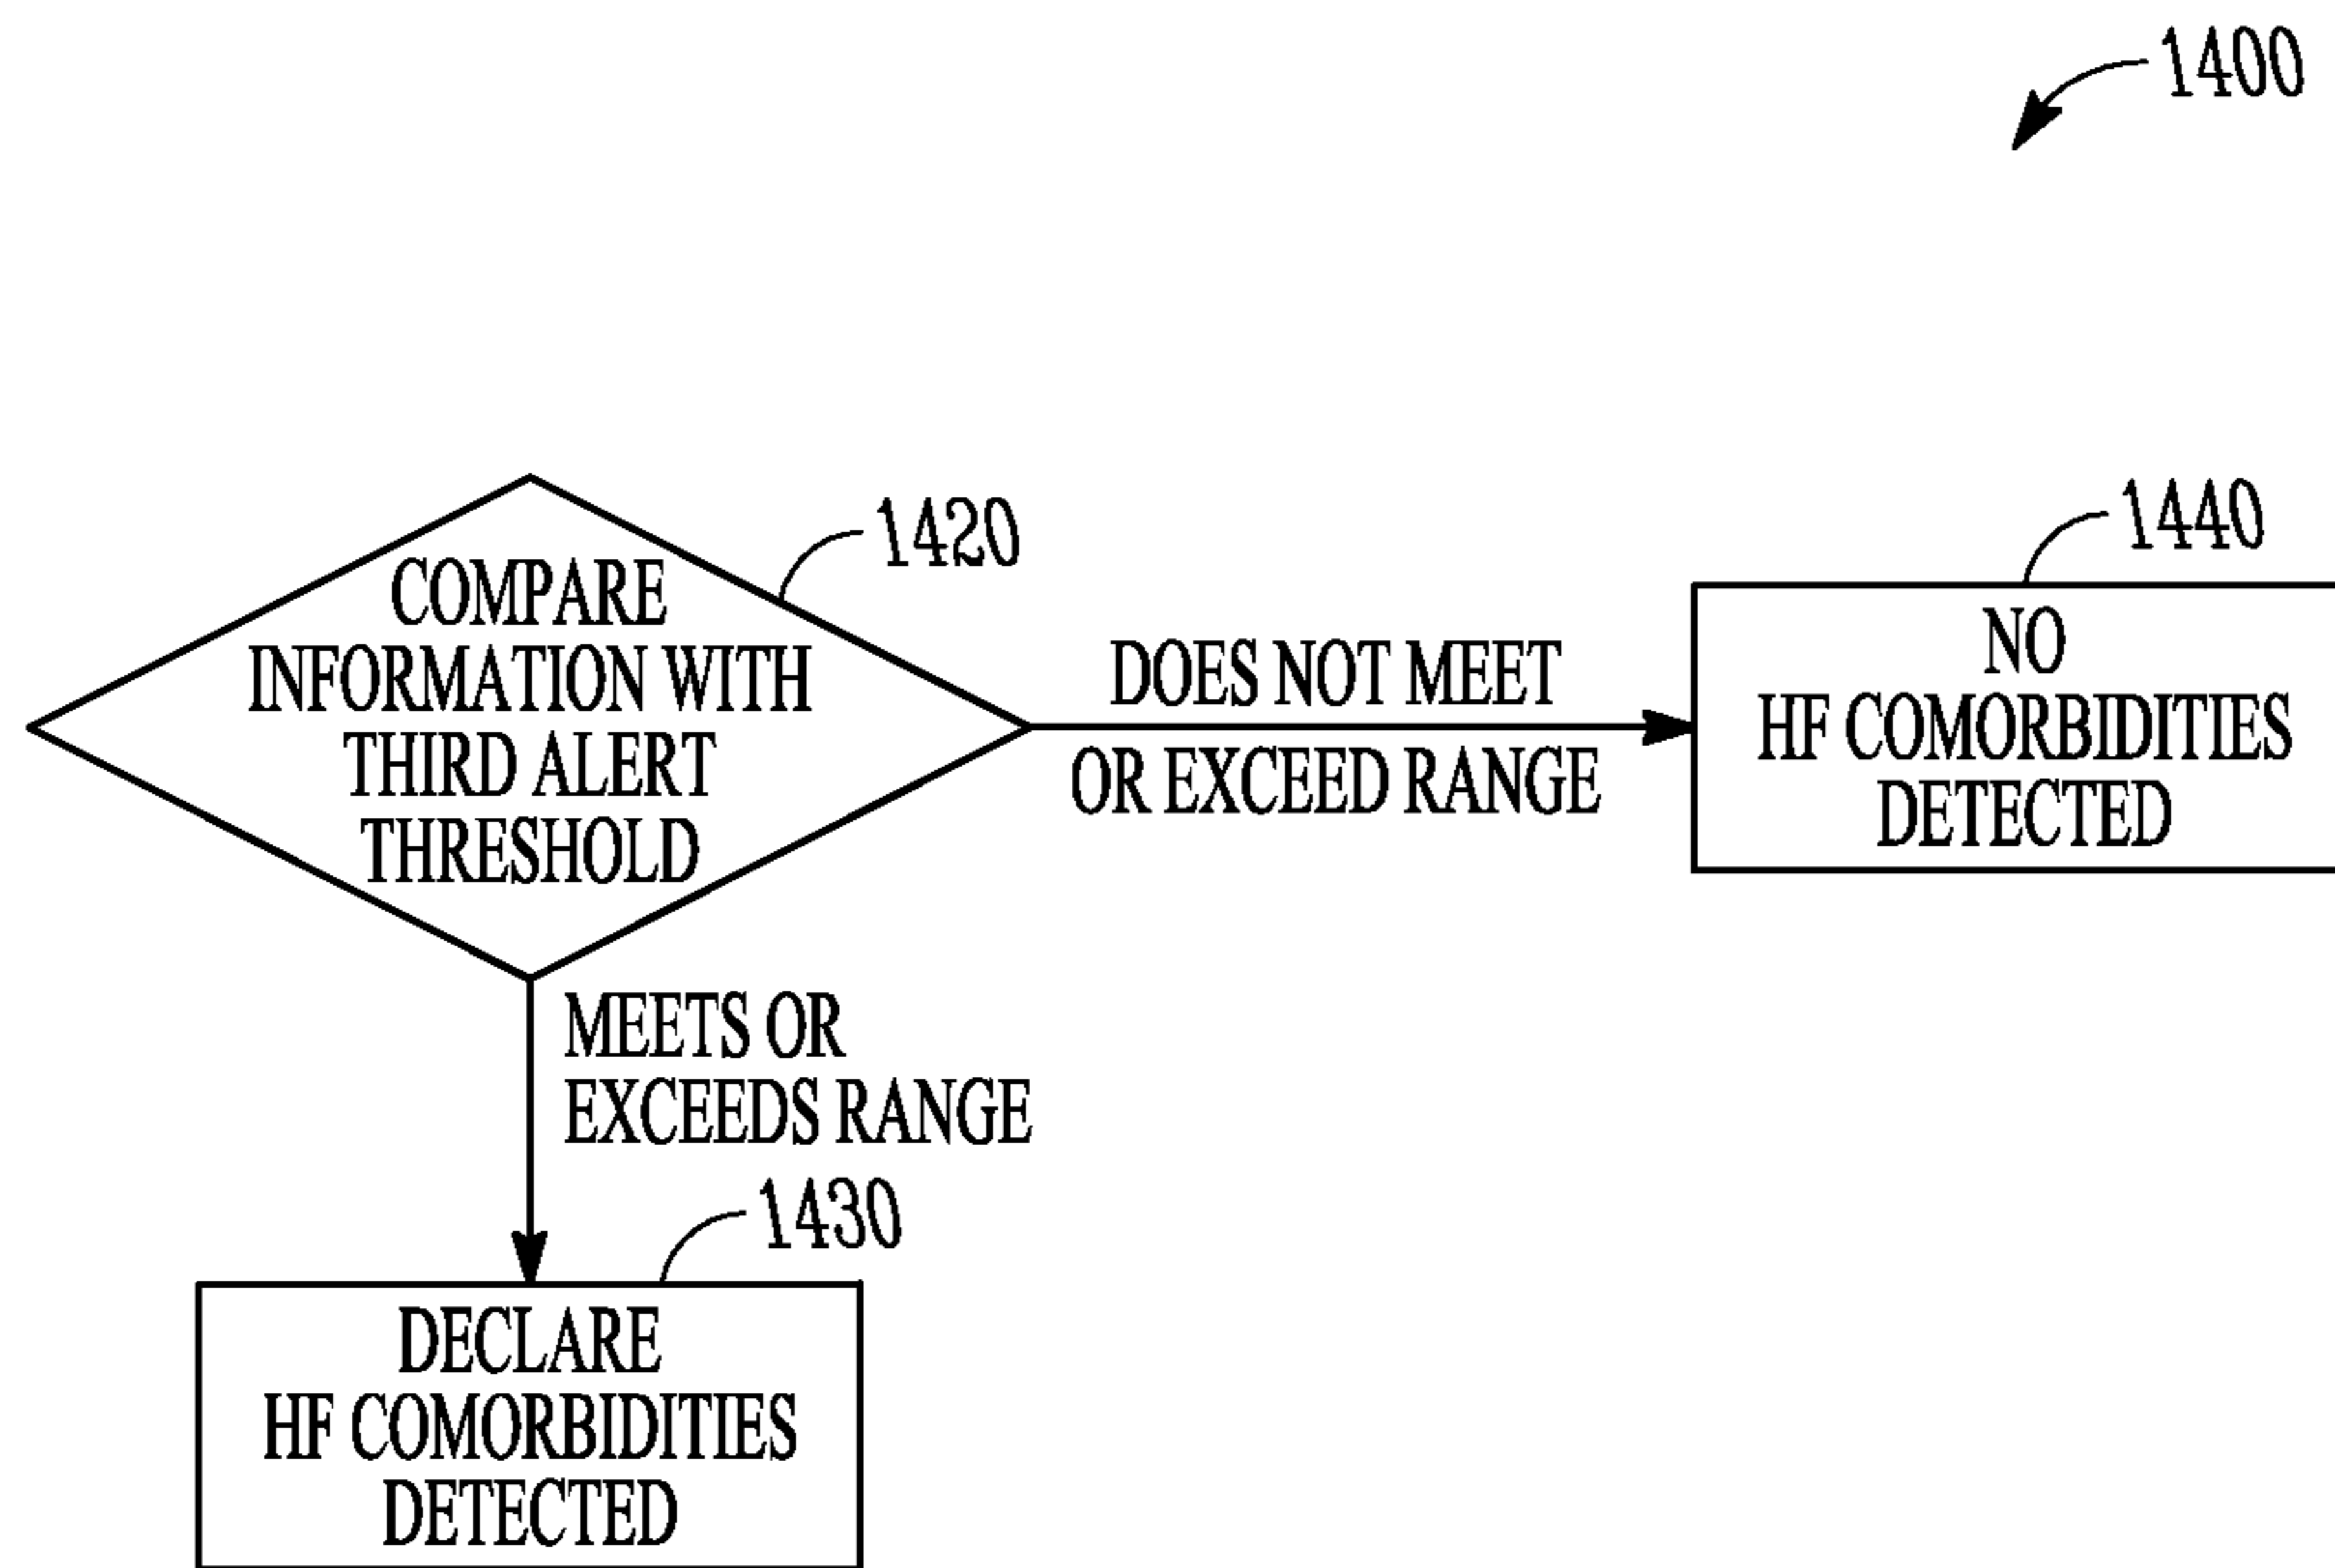 1400
1420
COMPARE
INFORMATION WITH
THIRD ALERT
THRESHOLD
DOES NOT MEET
OR EXCEED RANGE
1440
NO
HF COMORBIDITIES
DETECTED
MEETS OR
EXCEEDS RANGE
1430
DECLARE
HF COMORBIDITIES
DETECTED